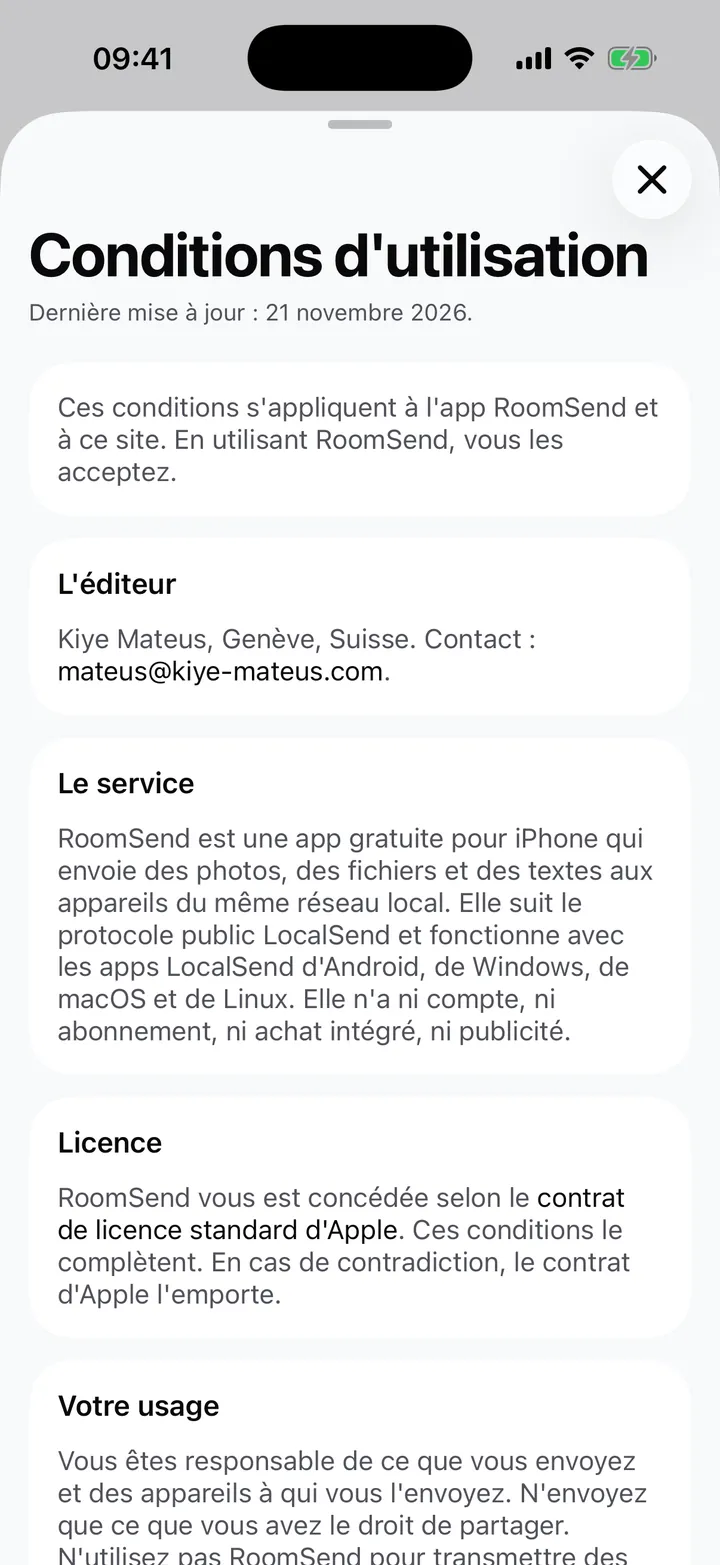 09:41
Conditions d'utilisation
Dernière mise à jour : 21 novembre 2026.
Ces conditions s'appliquent à l'app RoomSend et
à ce site. En utilisant RoomSend, vous les
acceptez.
L'éditeur
Kiye Mateus, Genève, Suisse. Contact :
mateus@kiye-mateus.com.
Le service
RoomSend est une app gratuite pour iPhone qui
envoie des photos, des fichiers et des textes aux
appareils du même réseau local. Elle suit le
protocole public LocalSend et fonctionne avec
les apps LocalSend d'Android, de Windows, de
macOS et de Linux. Elle n'a ni compte, ni
abonnement, ni achat intégré, ni publicité.
Licence
RoomSend vous est concédée selon le contrat
de licence standard d'Apple. Ces conditions le
complètent. En cas de contradiction, le contrat
d'Apple l'emporte.
Votre usage
Vous êtes responsable de ce que vous envoyez
et des appareils à qui vous l'envoyez. N'envoyez
que ce que vous avez le droit de partager.
N'utilisez pas RoomSend pour transmettre des